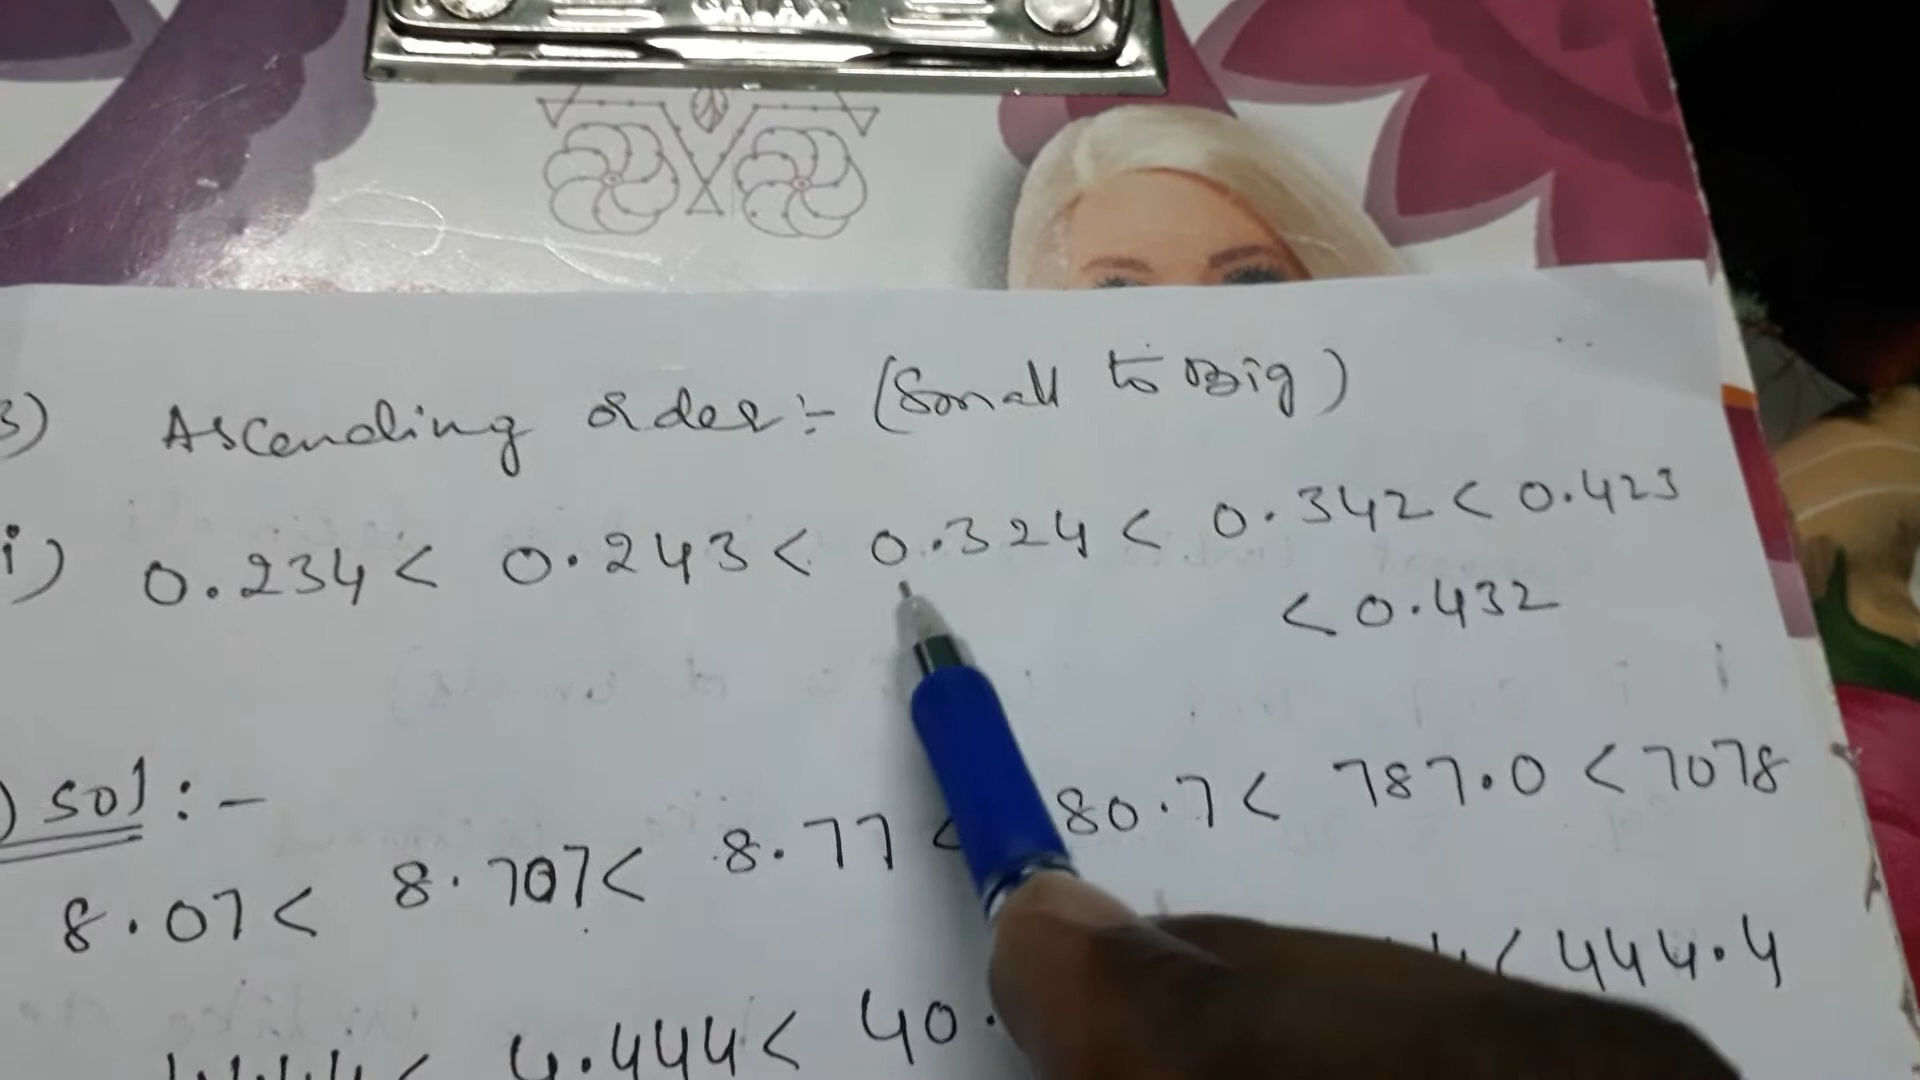 3) Ascending order:- (Small to Big)
i) 0.234 < 0.243 < 0.324 < 0.342 < 0.423
< 0.432
) Sol :-
8.07 < 8.707 < 8.77 < 80.7 < 787.0 < 7078
4.444 < 40. < 444.4